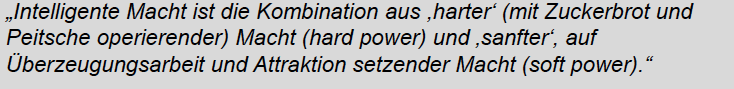 „Intelligente Macht ist die Kombination aus ‚harter‘ (mit Zuckerbrot und
Peitsche operierender) Macht (hard power) und ‚sanfter‘, auf
Überzeugungsarbeit und Attraktion setzender Macht (soft power).“